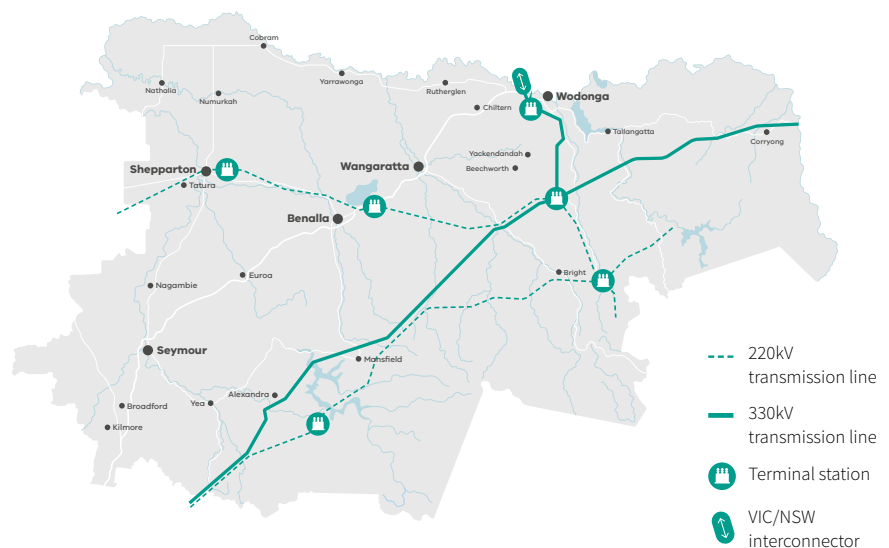 Cobram
Yarrawonga
Nathalia
Numurkah
Rutherglen
Chiltern
Wodonga
Tallangatta
Corryong
Yackendandah
Beechworth
Wangaratta
Shepparton
Tatura
Benalla
Euroa
Bright
Nagambie
Seymour
Mansfield
Alexandra
Yea
Broadford
Kilmore
220kV
transmission line
330kV
transmission line
Terminal station
VIC/NSW
interconnector